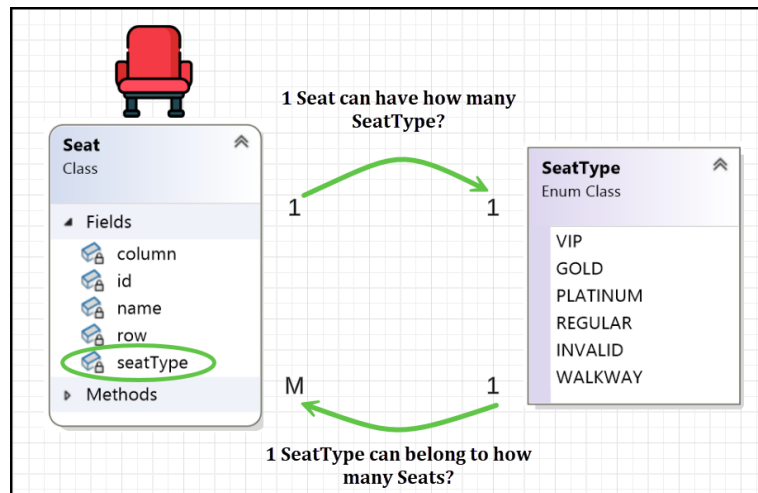 1 Seat can have how many
SeatType?
Seat
Class
Fields
column
id
name
row
seatType
Methods
1
1
SeatType
Enum Class
VIP
GOLD
PLATINUM
REGULAR
INVALID
WALKWAY
M
1
1 SeatType can belong to how
many Seats?